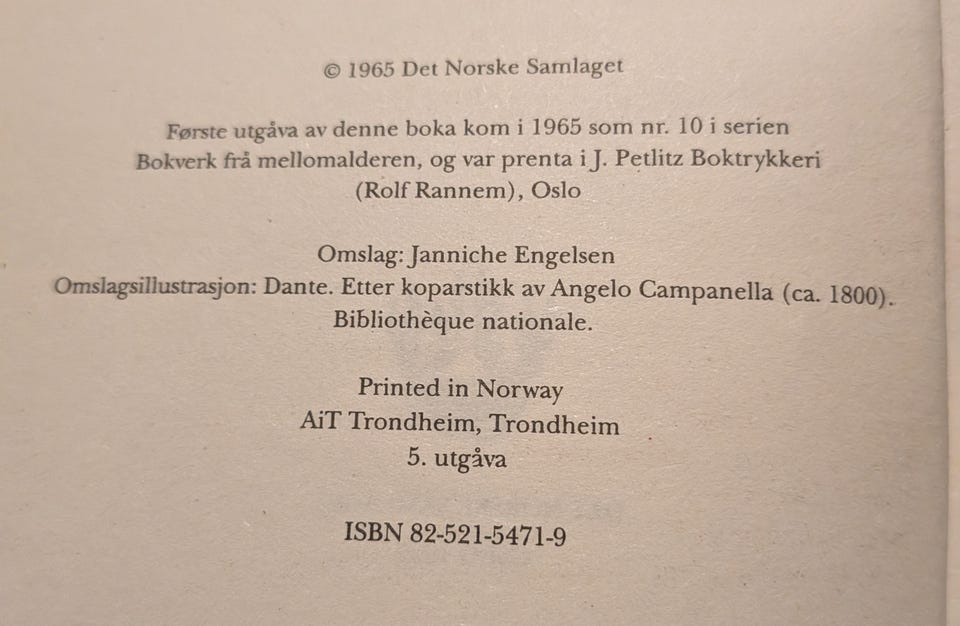 © 1965 Det Norske Samlaget
Første utgåva av denne boka kom i 1965 som nr. 10 i serien
Bokverk frå mellomalderen, og var prenta i J. Petlitz Boktrykkeri
(Rolf Rannem), Oslo
Omslag: Janniche Engelsen
Omslagsillustrasjon: Dante. Etter koparstikk av Angelo Campanella (ca. 1800).
Bibliothèque nationale.
Printed in Norway
AiT Trondheim, Trondheim
5. utgåva
ISBN 82-521-5471-9